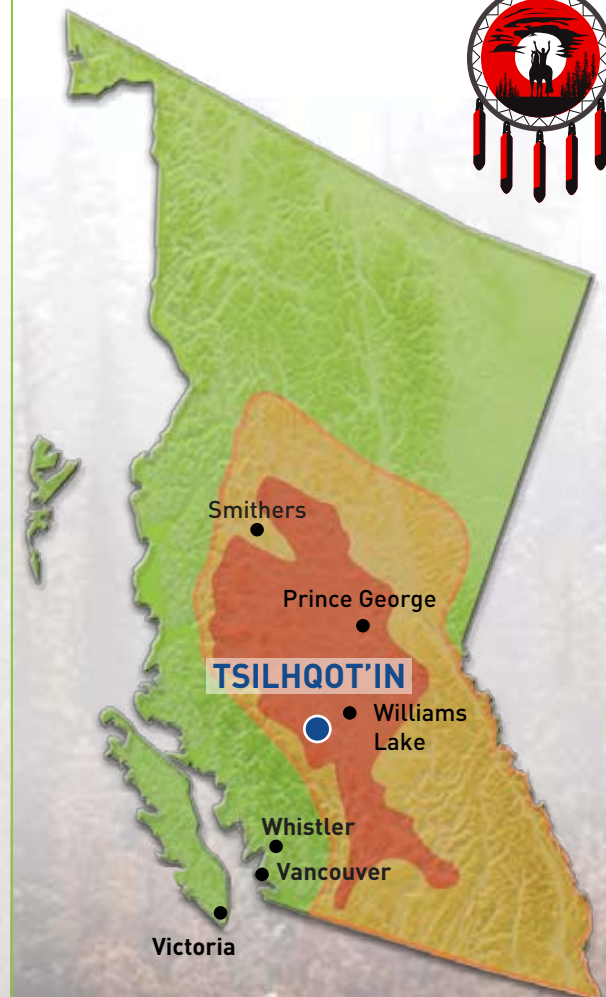 Smithers
Prince George
TSILHQOT'IN
Williams
Lake
Whistler
Vancouver
Victoria